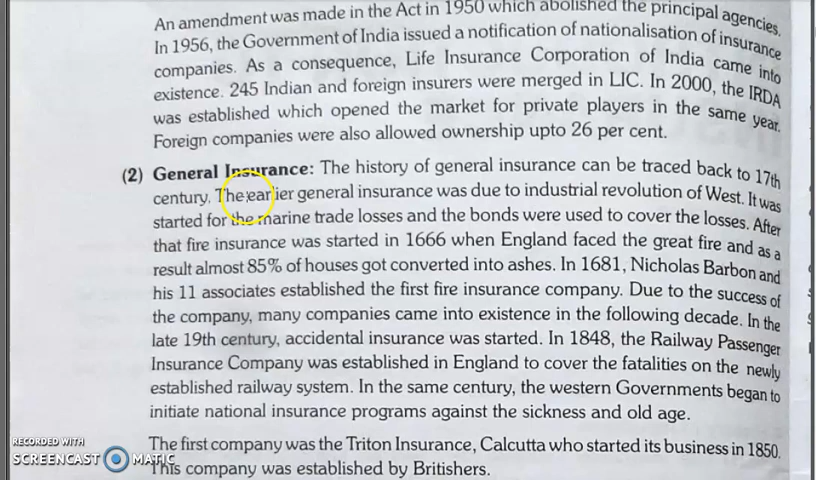 An amendment was made in the Act in 1950 which abolished the principal agencies.
In 1956, the Government of India issued a notification of nationalisation of insurance
companies. As a consequence, Life Insurance Corporation of India came into
existence. 245 Indian and foreign insurers were merged in LIC. In 2000, the IRDA
was established which opened the market for private players in the same year.
Foreign companies were also allowed ownership upto 26 per cent.
(2) General Insurance: The history of general insurance can be traced back to 17th
century. The earlier general insurance was due to industrial revolution of West. It was
started for the marine trade losses and the bonds were used to cover the losses. After
that fire insurance was started in 1666 when England faced the great fire and as a
result almost 85% of houses got converted into ashes. In 1681, Nicholas Barbon and
his 11 associates established the first fire insurance company. Due to the success of
the company, many companies came into existence in the following decade. In the
late 19th century, accidental insurance was started. In 1848, the Railway Passenger
Insurance Company was established in England to cover the fatalities on the newly
established railway system. In the same century, the western Governments began to
initiate national insurance programs against the sickness and old age.
The first company was the Triton Insurance, Calcutta who started its business in 1850.
This company was established by Britishers.
RECORDED WITH
SCREENCAST MATIC